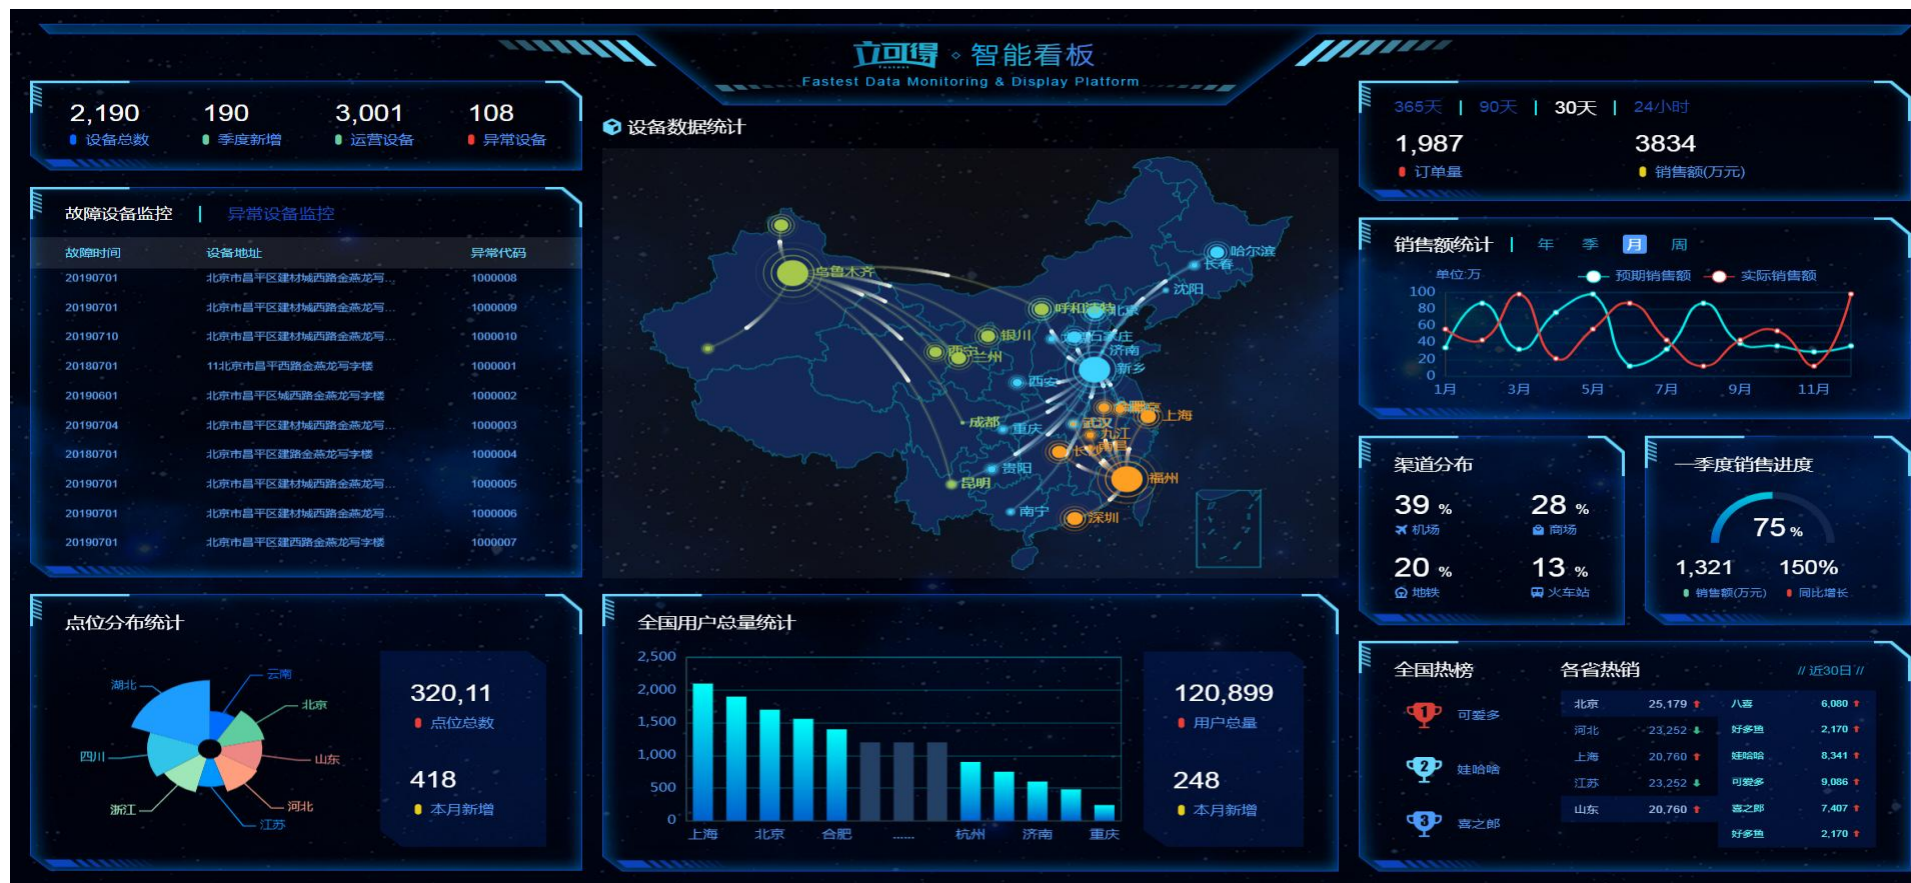 立可得 ◇ 智能看板
Fastest Data Monitoring & Display Platform
2,190 190 3,001 108
设备总数 季度新增 运营设备 异常设备
故障设备监控 | 异常设备监控
故障时间 设备地址 异常代码
20190701 北京市昌平区建材城西路金燕龙写... 1000008
20190701 北京市昌平区建材城西路金燕龙写... 1000009
20190710 北京市昌平区建材城西路金燕龙写... 1000010
20180701 11北京市昌平西路金燕龙写字楼 1000001
20190601 北京市昌平区城西路金燕龙写字楼 1000002
20190704 北京市昌平区建材城西路金燕龙写... 1000003
20180701 北京市昌平区建路金燕龙写字楼 1000004
20190701 北京市昌平区建材城西路金燕龙写... 1000005
20190701 北京市昌平区建材城西路金燕龙写... 1000006
20190701 北京市昌平区建西路金燕龙写字楼 1000007
点位分布统计
云南
湖北
北京
四川
山东
浙江
河北
江苏
320,11
点位总数
418
本月新增
设备数据统计
哈尔滨
长春
乌鲁木齐
沈阳
呼和浩特
北京
银川
石家庄
西宁
兰州
济南
新乡
西安
上海
成都
重庆
武汉
九江
长沙
南昌
贵阳
昆明
福州
南宁
深圳
全国用户总量统计
2,500
2,000
1,500
1,000
500
0
上海 北京 合肥 ...... 杭州 济南 重庆
120,899
用户总量
248
本月新增
365天 | 90天 | 30天 | 24小时
1,987 3834
订单量 销售额(万元)
销售额统计 | 年 季 月 周
单位:万 预期销售额 实际销售额
100
80
60
40
20
0
1月 3月 5月 7月 9月 11月
渠道分布
39 % 28 %
机场 商场
20 % 13 %
地铁 火车站
一季度销售进度
75 %
1,321 150%
销售额(万元) 同比增长
全国热榜
1 可爱多
2 娃哈哈
3 喜之郎
各省热销 // 近30日 //
北京 25,179 八喜 6,080
河北 23,252 好多鱼 2,170
上海 20,760 娃哈哈 8,341
江苏 23,252 可爱多 9,086
山东 20,760 喜之郎 7,407
好多鱼 2,170